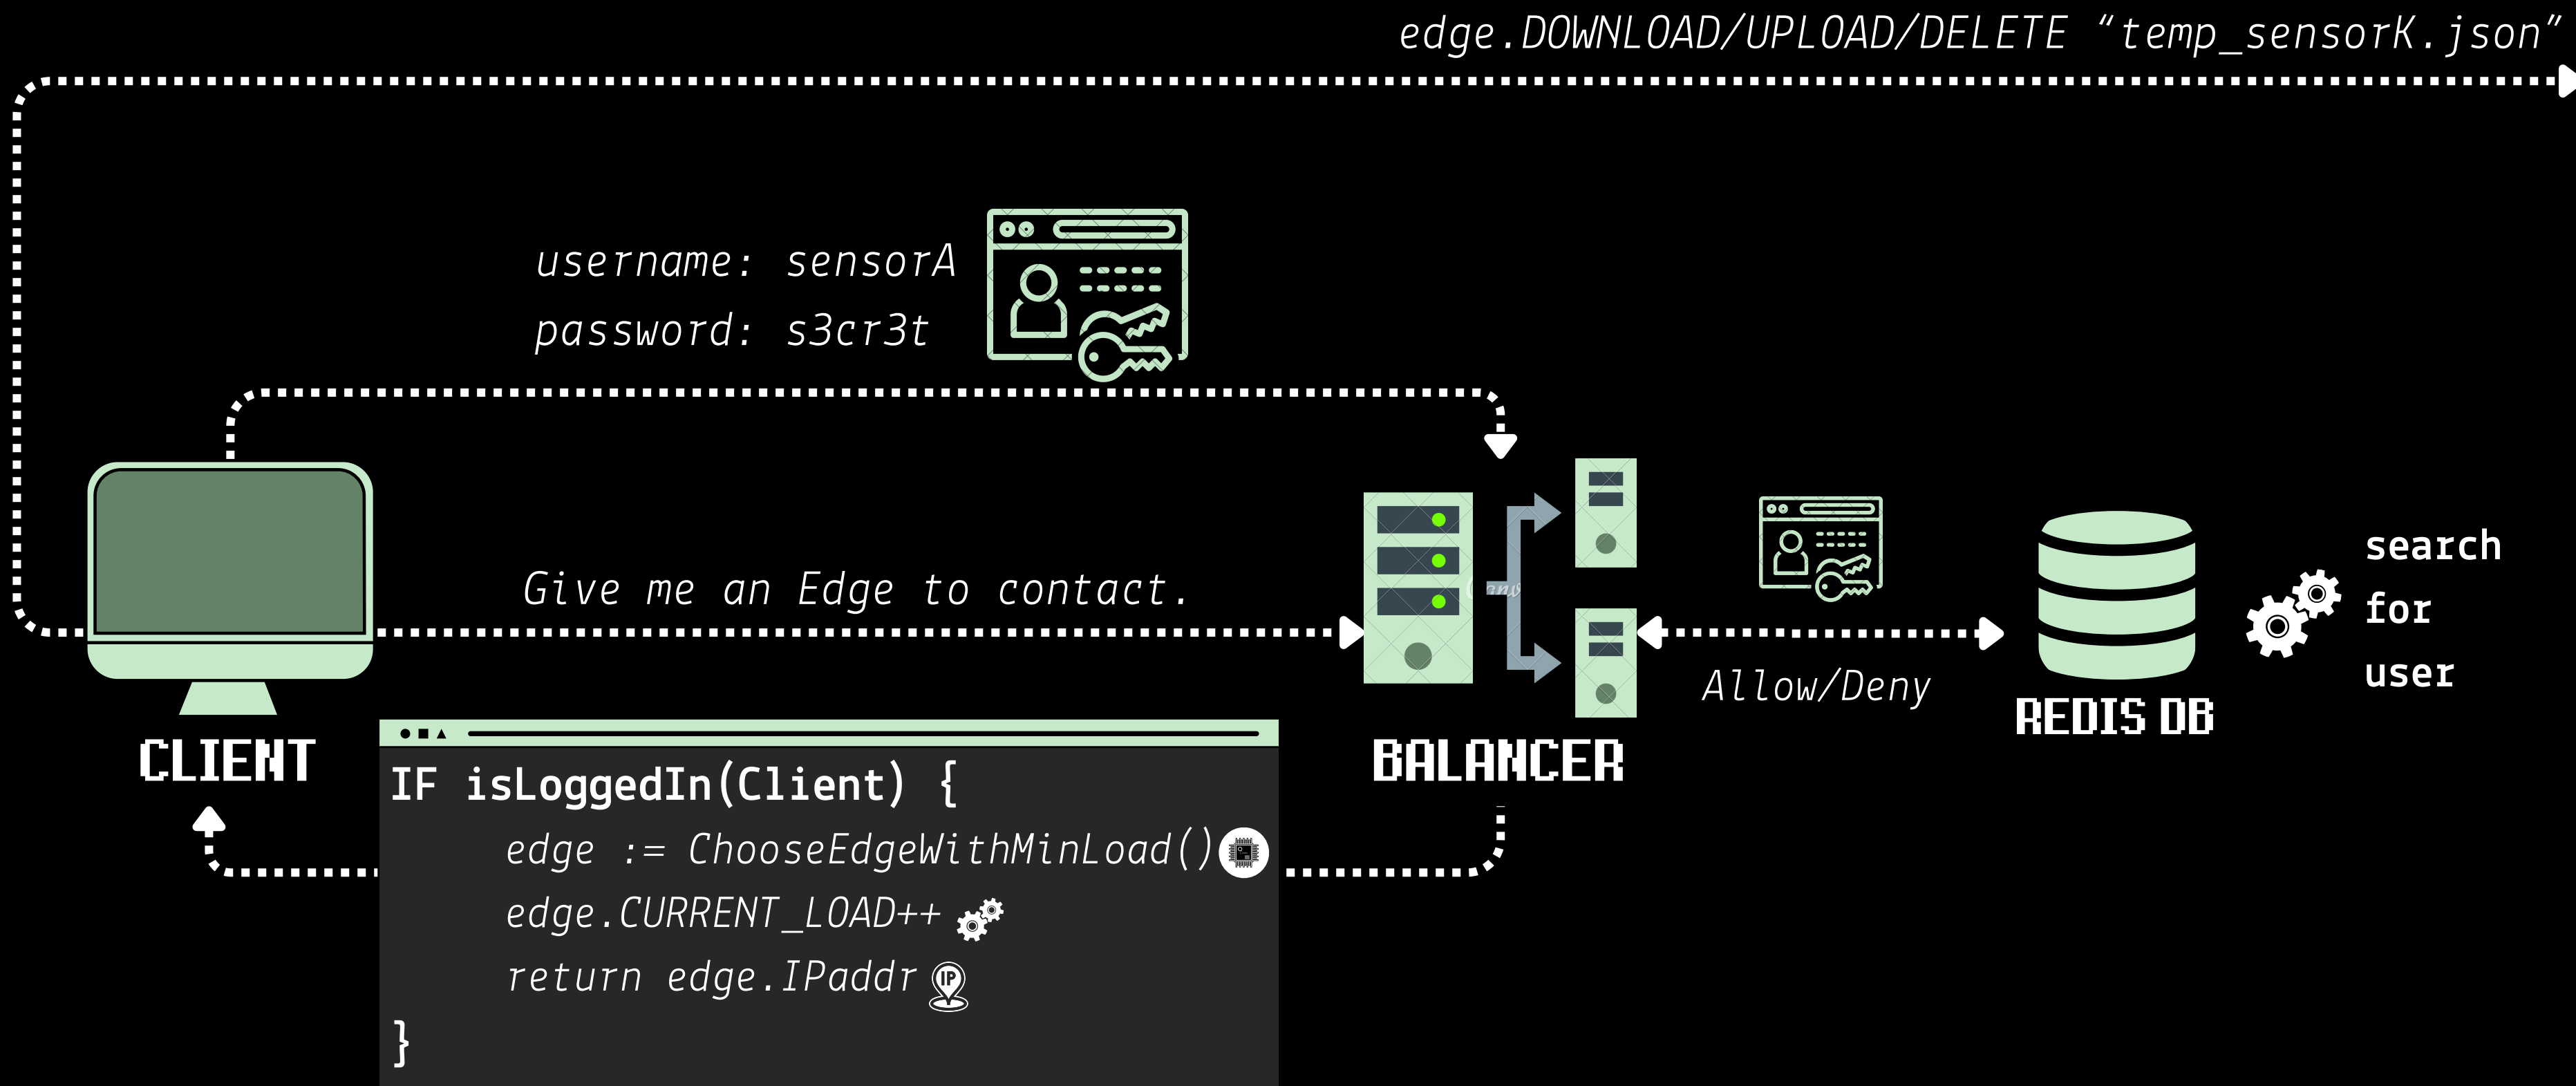 edge.DOWNLOAD/UPLOAD/DELETE “temp_sensorK.json”
username: sensorA
password: s3cr3t
Give me an Edge to contact.
search
for
user
Allow/Deny
REDIS DB
CLIENT
BALANCER
IF isLoggedIn(Client) {
edge := ChooseEdgeWithMinLoad()
edge.CURRENT_LOAD++
return edge.IPaddr
IP
}